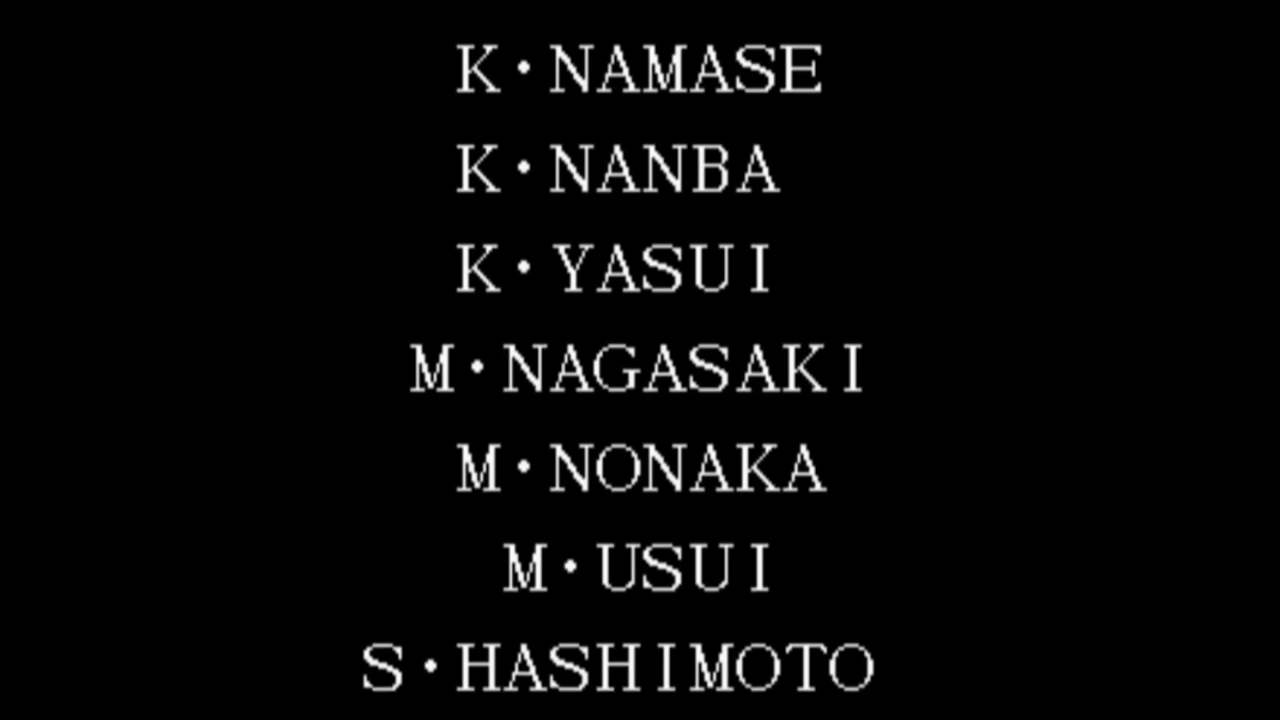 K・NAMASE
K・NANBA
K・YASUI
M・NAGASAKI
M・NONAKA
M・USUI
S・HASHIMOTO